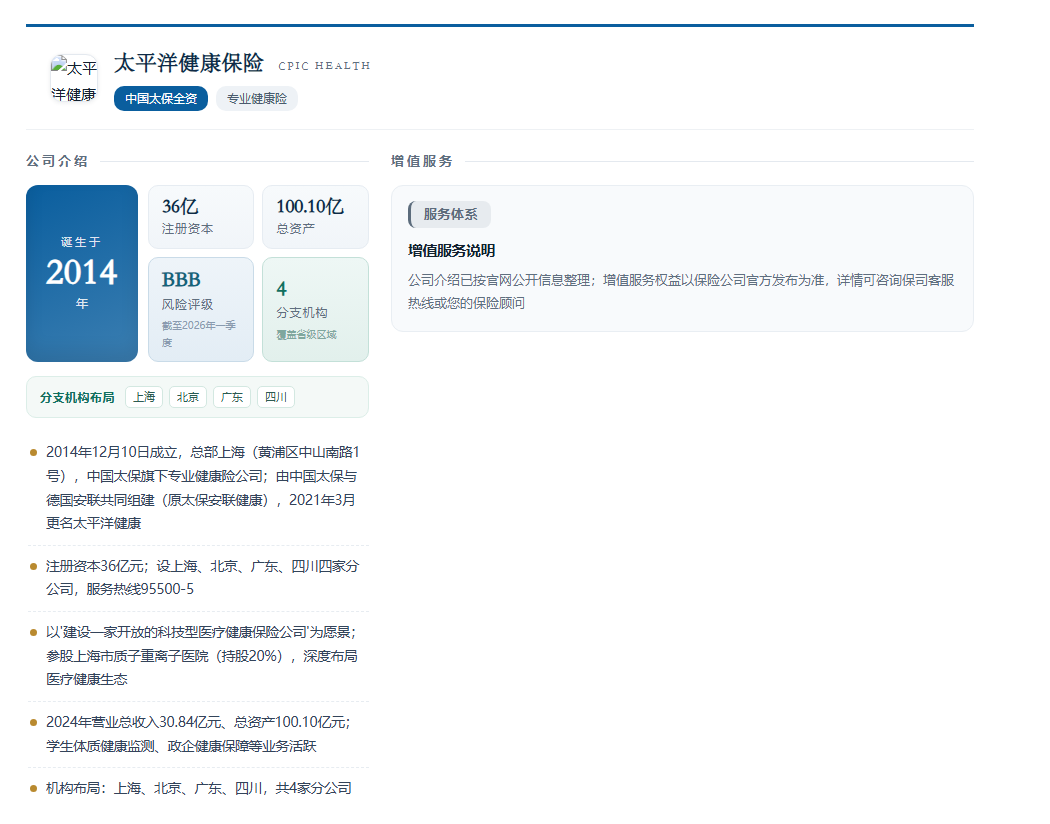 太平
洋健康
太平洋健康保险 CPIC HEALTH
中国太保全资 专业健康险
公司介绍
诞生于
2014
年
36亿
注册资本
100.10亿
总资产
BBB
风险评级
截至2026年一季
度
4
分支机构
覆盖省级区域
分支机构布局 上海 北京 广东 四川
2014年12月10日成立，总部上海（黄浦区中山南路1
号），中国太保旗下专业健康险公司；由中国太保与
德国安联共同组建（原太保安联健康），2021年3月
更名太平洋健康
注册资本36亿元；设上海、北京、广东、四川四家分
公司，服务热线95500-5
以'建设一家开放的科技型医疗健康保险公司'为愿景；
参股上海市质子重离子医院（持股20%），深度布局
医疗健康生态
2024年营业总收入30.84亿元、总资产100.10亿元；
学生体质健康监测、政企健康保障等业务活跃
机构布局：上海、北京、广东、四川，共4家分公司
增值服务
服务体系
增值服务说明
公司介绍已按官网公开信息整理；增值服务权益以保险公司官方发布为准，详情可咨询保司客服
热线或您的保险顾问